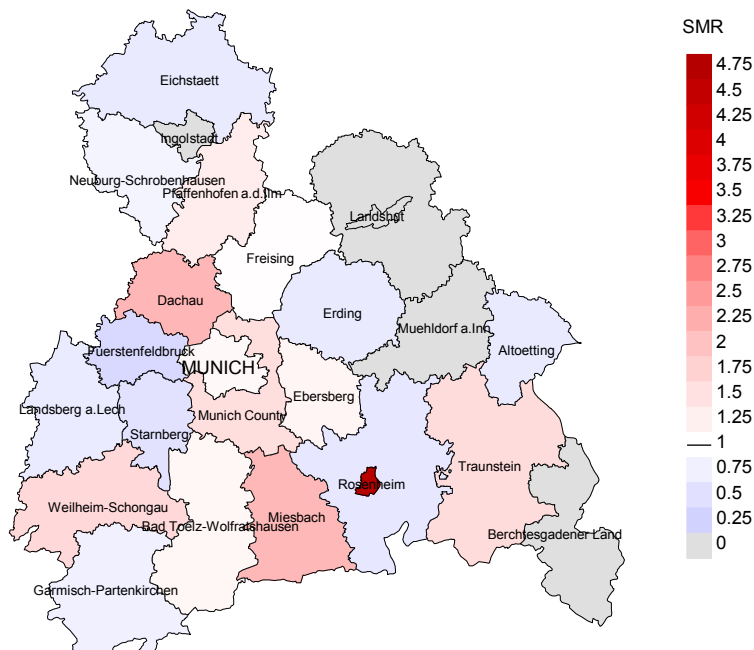 SMR
4.75
4.5
4.25
4
3.75
3.5
3.25
3
2.75
2.5
2.25
2
1.75
1.5
1.25
1
0.75
0.5
0.25
0
Eichstaett
Ingolstadt
Neuburg-Schrobenhausen
Pfaffenhofen a.d.Ilm
Landshut
Freising
Dachau
Erding
Muehldorf a.Inn
Altoetting
Fuerstenfeldbruck
MUNICH
Ebersberg
Landsberg a.Lech
Munich County
Starnberg
Traunstein
Rosenheim
Miesbach
Weilheim-Schongau
Bad Toelz-Wolfratshausen
Berchtesgadener Land
Garmisch-Partenkirchen